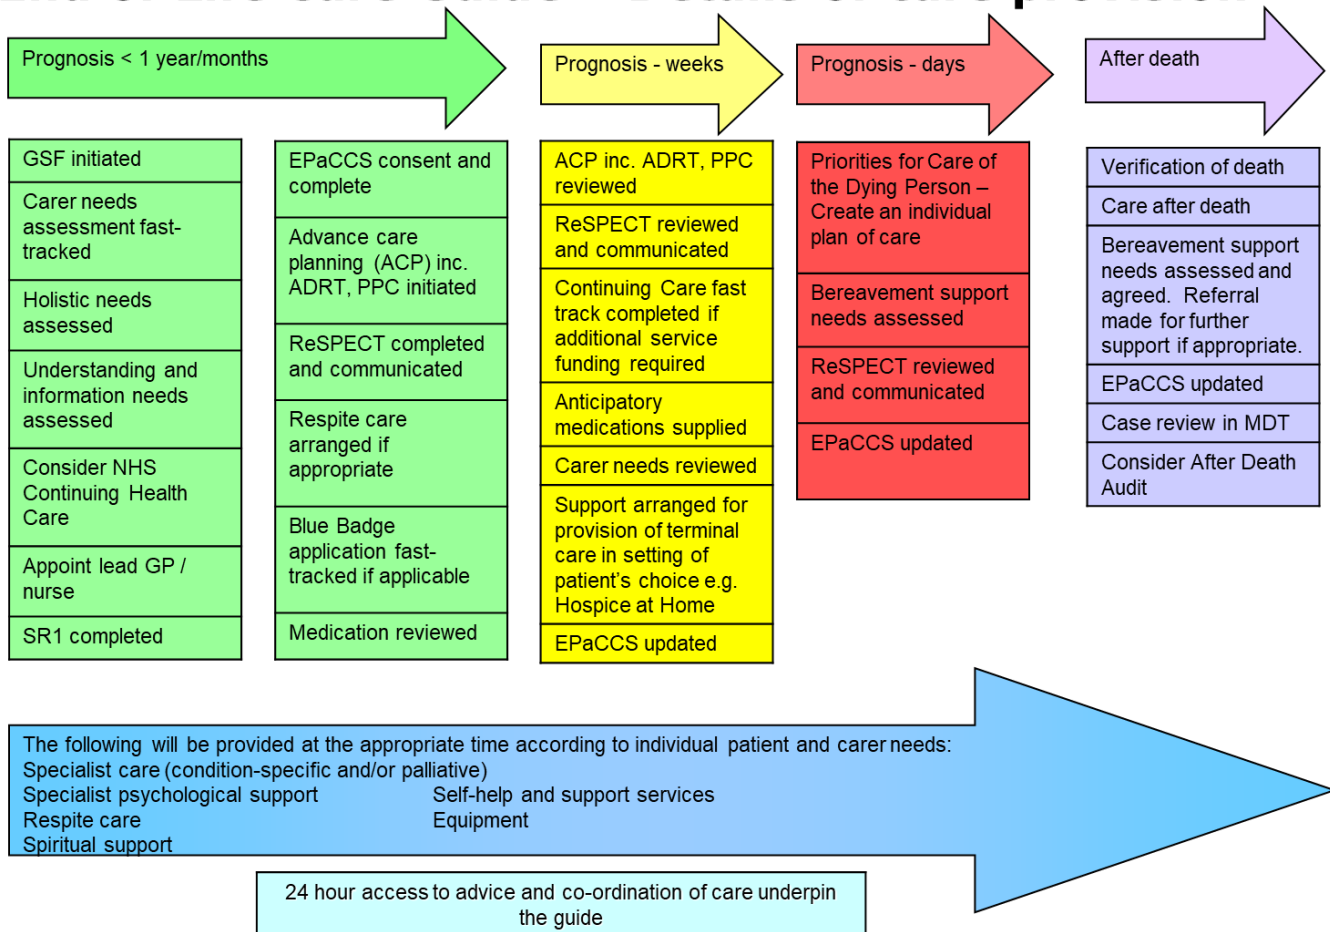 End of Life Care Guide - Details of care provision
Prognosis < 1 year/months
Prognosis - weeks
Prognosis - days
After death
GSF initiated
Carer needs
assessment fast-
tracked
Holistic needs
assessed
Understanding and
information needs
assessed
Consider NHS
Continuing Health
Care
Appoint lead GP /
nurse
SR1 completed
EPaCCS consent and
complete
Advance care
planning (ACP) inc.
ADRT, PPC initiated
ReSPECT completed
and communicated
Respite care
arranged if
appropriate
Blue Badge
application fast-
tracked if applicable
Medication reviewed
ACP inc. ADRT, PPC
reviewed
ReSPECT reviewed
and communicated
Continuing Care fast
track completed if
additional service
funding required
Anticipatory
medications supplied
Carer needs reviewed
Support arranged for
provision of terminal
care in setting of
patient's choice e.g.
Hospice at Home
EPaCCS updated
Priorities for Care of
the Dying Person –
Create an individual
plan of care
Bereavement support
needs assessed
ReSPECT reviewed
and communicated
EPaCCS updated
Verification of death
Care after death
Bereavement support
needs assessed and
agreed.  Referral
made for further
support if appropriate.
EPaCCS updated
Case review in MDT
Consider After Death
Audit
The following will be provided at the appropriate time according to individual patient and carer needs:
Specialist care (condition-specific and/or palliative)
Specialist psychological support Self-help and support services
Respite care Equipment
Spiritual support
24 hour access to advice and co-ordination of care underpin
the guide